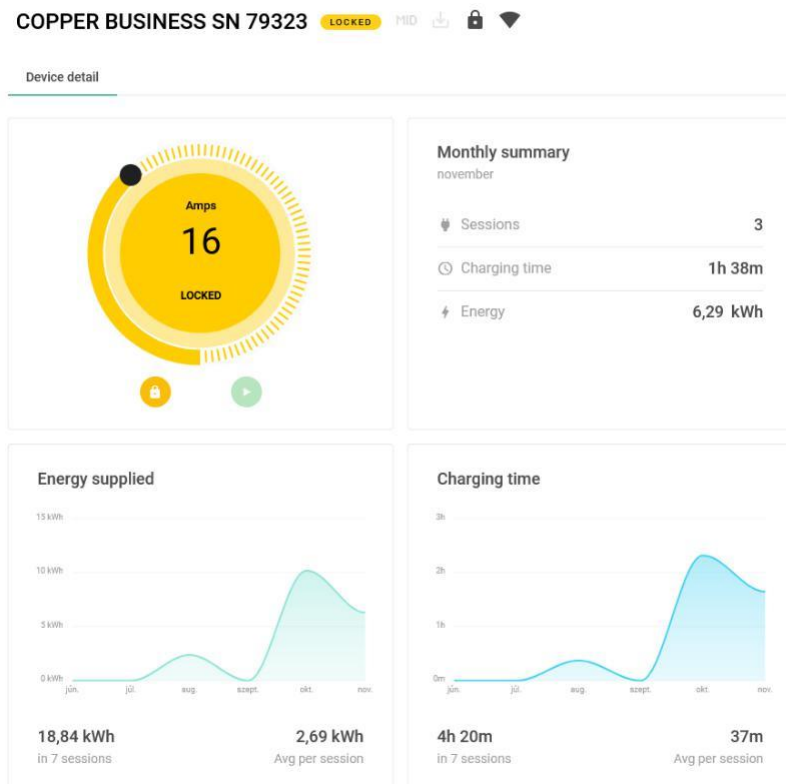 COPPER BUSINESS SN 79323 LOCKED MID
Device detail
Amps
16
LOCKED
Monthly summary
november
Sessions 3
Charging time 1h 38m
Energy 6,29 kWh
Energy supplied
15 kWh
10 kWh
5 kWh
0 kWh
jún. júl. aug. szept. okt. nov.
18,84 kWh 2,69 kWh
in 7 sessions Avg per session
Charging time
3h
2h
1h
0m
jún. júl. aug. szept. okt. nov.
4h 20m 37m
in 7 sessions Avg per session